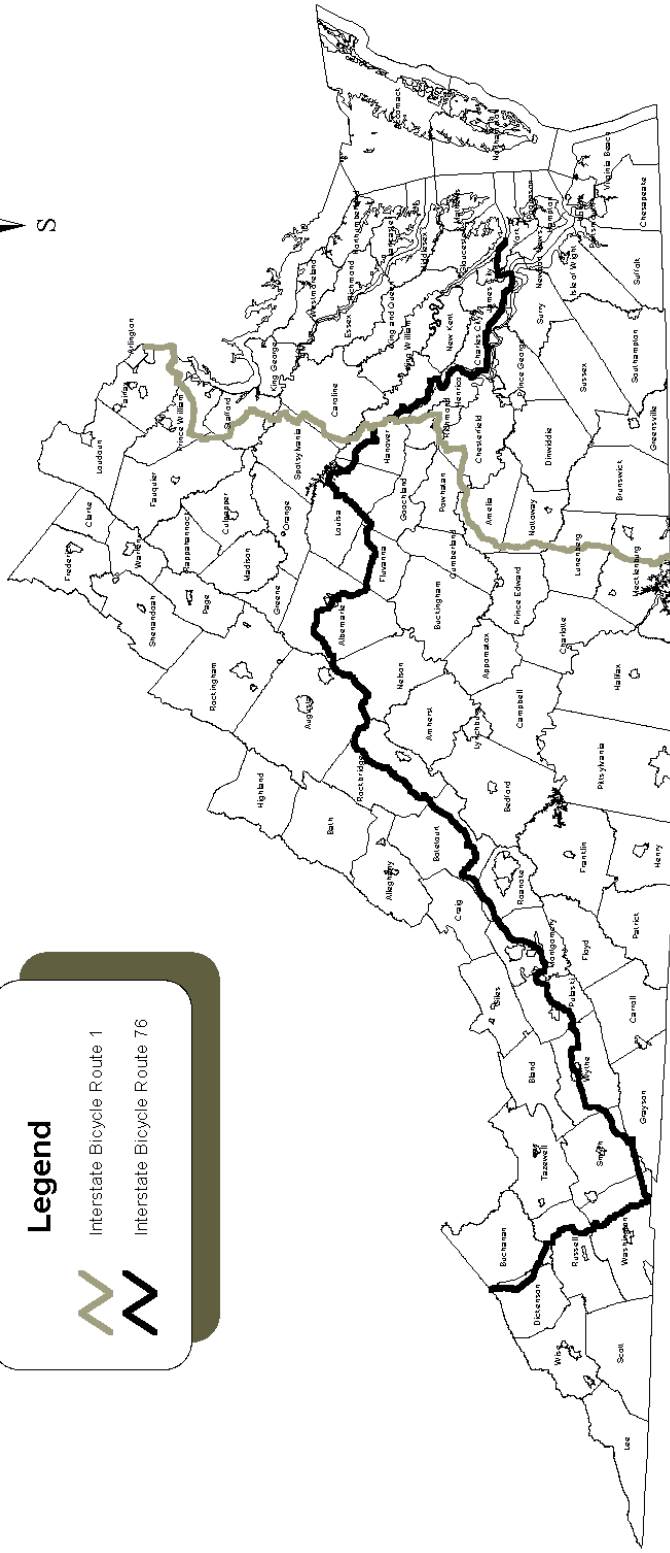 S
Legend
Interstate Bicycle Route 1
Interstate Bicycle Route 76
Lee
Wise
Scott
Dickenson
Buchanan
Russell
Washington
Tazewell
Smyth
Bland
Wythe
Grayson
Giles
Pulaski
Carroll
Montgomery
Floyd
Patrick
Craig
Roanoke
Franklin
Henry
Alleghany
Botetourt
Bath
Highland
Rockbridge
Bedford
Pittsylvania
Amherst
Lynchburg
Campbell
Augusta
Nelson
Appomattox
Halifax
Rockingham
Albemarle
Buckingham
Charlotte
Shenandoah
Page
Greene
Madison
Fluvanna
Cumberland
Prince Edward
Lunenberg
Mecklenburg
Frederick
Warren
Rappahannoc
Culpepper
Orange
Louisa
Goochland
Powhatan
Amelia
Nottoway
Brunswick
Clarke
Loudoun
Fauquier
Fairfax
Arlington
Prince William
Stafford
Spotsylvania
King George
Caroline
Hanover
Henrico
Richmond
Chesterfield
Dinwiddie
Greensville
Westmoreland
Richmond
Essex
King and Queen
King William
New Kent
Charles City
Prince George
Sussex
Southampton
Northumberland
Lancaster
Middlesex
Mathews
Gloucester
James City
Surry
Isle of Wight
Suffolk
Accomack
Northampton
Virginia Beach
Chesapeake